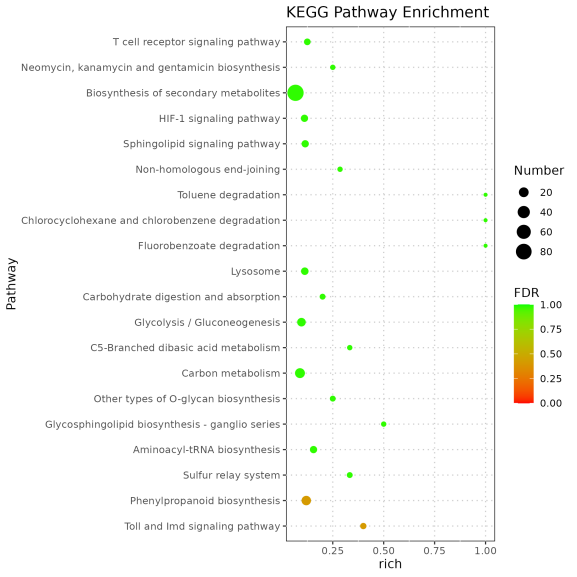 KEGG Pathway Enrichment
Pathway
T cell receptor signaling pathway
Neomycin, kanamycin and gentamicin biosynthesis
Biosynthesis of secondary metabolites
HIF-1 signaling pathway
Sphingolipid signaling pathway
Non-homologous end-joining
Toluene degradation
Chlorocyclohexane and chlorobenzene degradation
Fluorobenzoate degradation
Lysosome
Carbohydrate digestion and absorption
Glycolysis / Gluconeogenesis
C5-Branched dibasic acid metabolism
Carbon metabolism
Other types of O-glycan biosynthesis
Glycosphingolipid biosynthesis - ganglio series
Aminoacyl-tRNA biosynthesis
Sulfur relay system
Phenylpropanoid biosynthesis
Toll and Imd signaling pathway
0.25 0.50 0.75 1.00
rich
Number
20
40
60
80
FDR
1.00
0.75
0.50
0.25
0.00